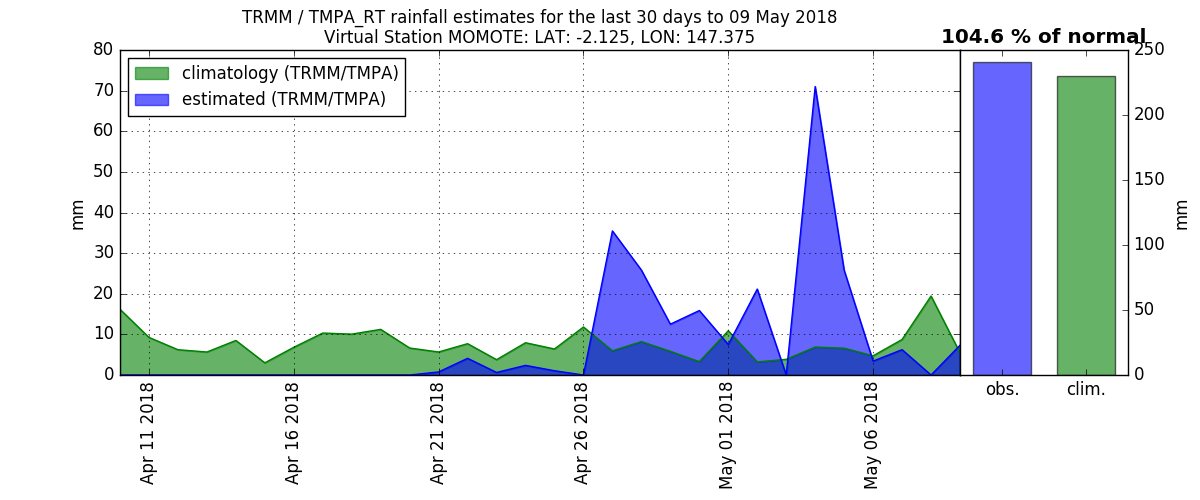 TRMM / TMPA_RT rainfall estimates for the last 30 days to 09 May 2018
Virtual Station MOMOTE: LAT: -2.125, LON: 147.375
104.6 % of normal
climatology (TRMM/TMPA)
estimated (TRMM/TMPA)
mm
80
70
60
50
40
30
20
10
0
Apr 11 2018
Apr 16 2018
Apr 21 2018
Apr 26 2018
May 01 2018
May 06 2018
obs.
clim.
250
200
150
100
50
0
mm